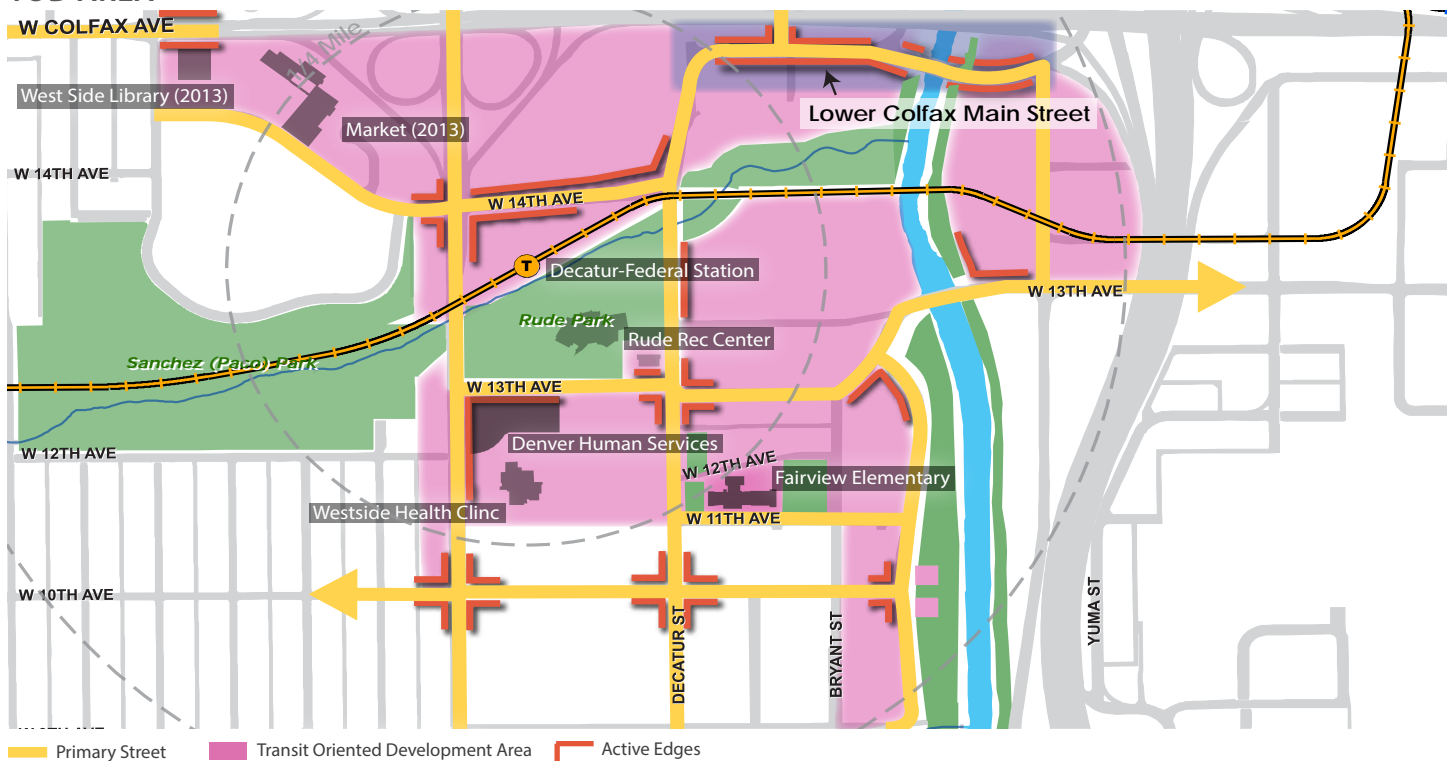 W COLFAX AVE
1/4 Mile
West Side Library (2013)
Market (2013)
Lower Colfax Main Street
W 14TH AVE
W 14TH AVE
T
Decatur-Federal Station
W 13TH AVE
Rude Park
Rude Rec Center
Sanchez (Paco) Park
W 13TH AVE
Denver Human Services
W 12TH AVE
W 12TH AVE
Fairview Elementary
Westside Health Clinc
W 11TH AVE
W 10TH AVE
DECATUR ST
BRYANT ST
YUMA ST
Primary Street
Transit Oriented Development Area
Active Edges